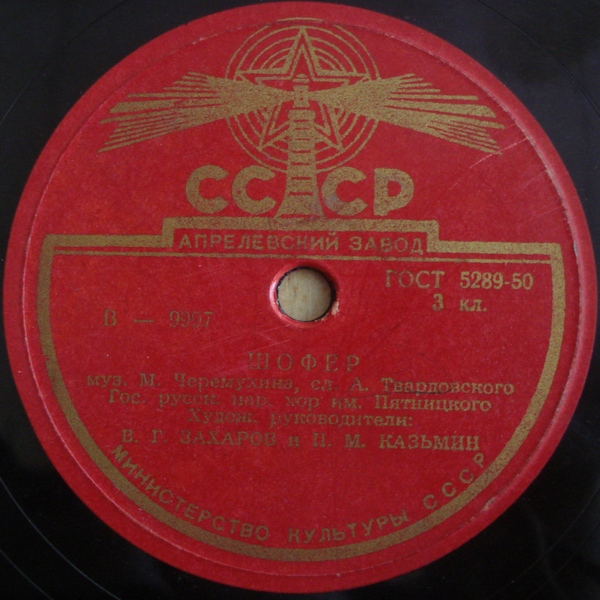 СССР
АПРЕЛЕВСКИЙ ЗАВОД
ГОСТ 5289-50
3 кл.
В — 9907
ШОФЕР
муз. М. Черемухина, сл. А. Твардовского
Гос. русск. нар. хор им. Пятницкого
Худож. руководители:
В. Г. ЗАХАРОВ и П. М. КАЗЬМИН
МИНИСТЕРСТВО КУЛЬТУРЫ СССР